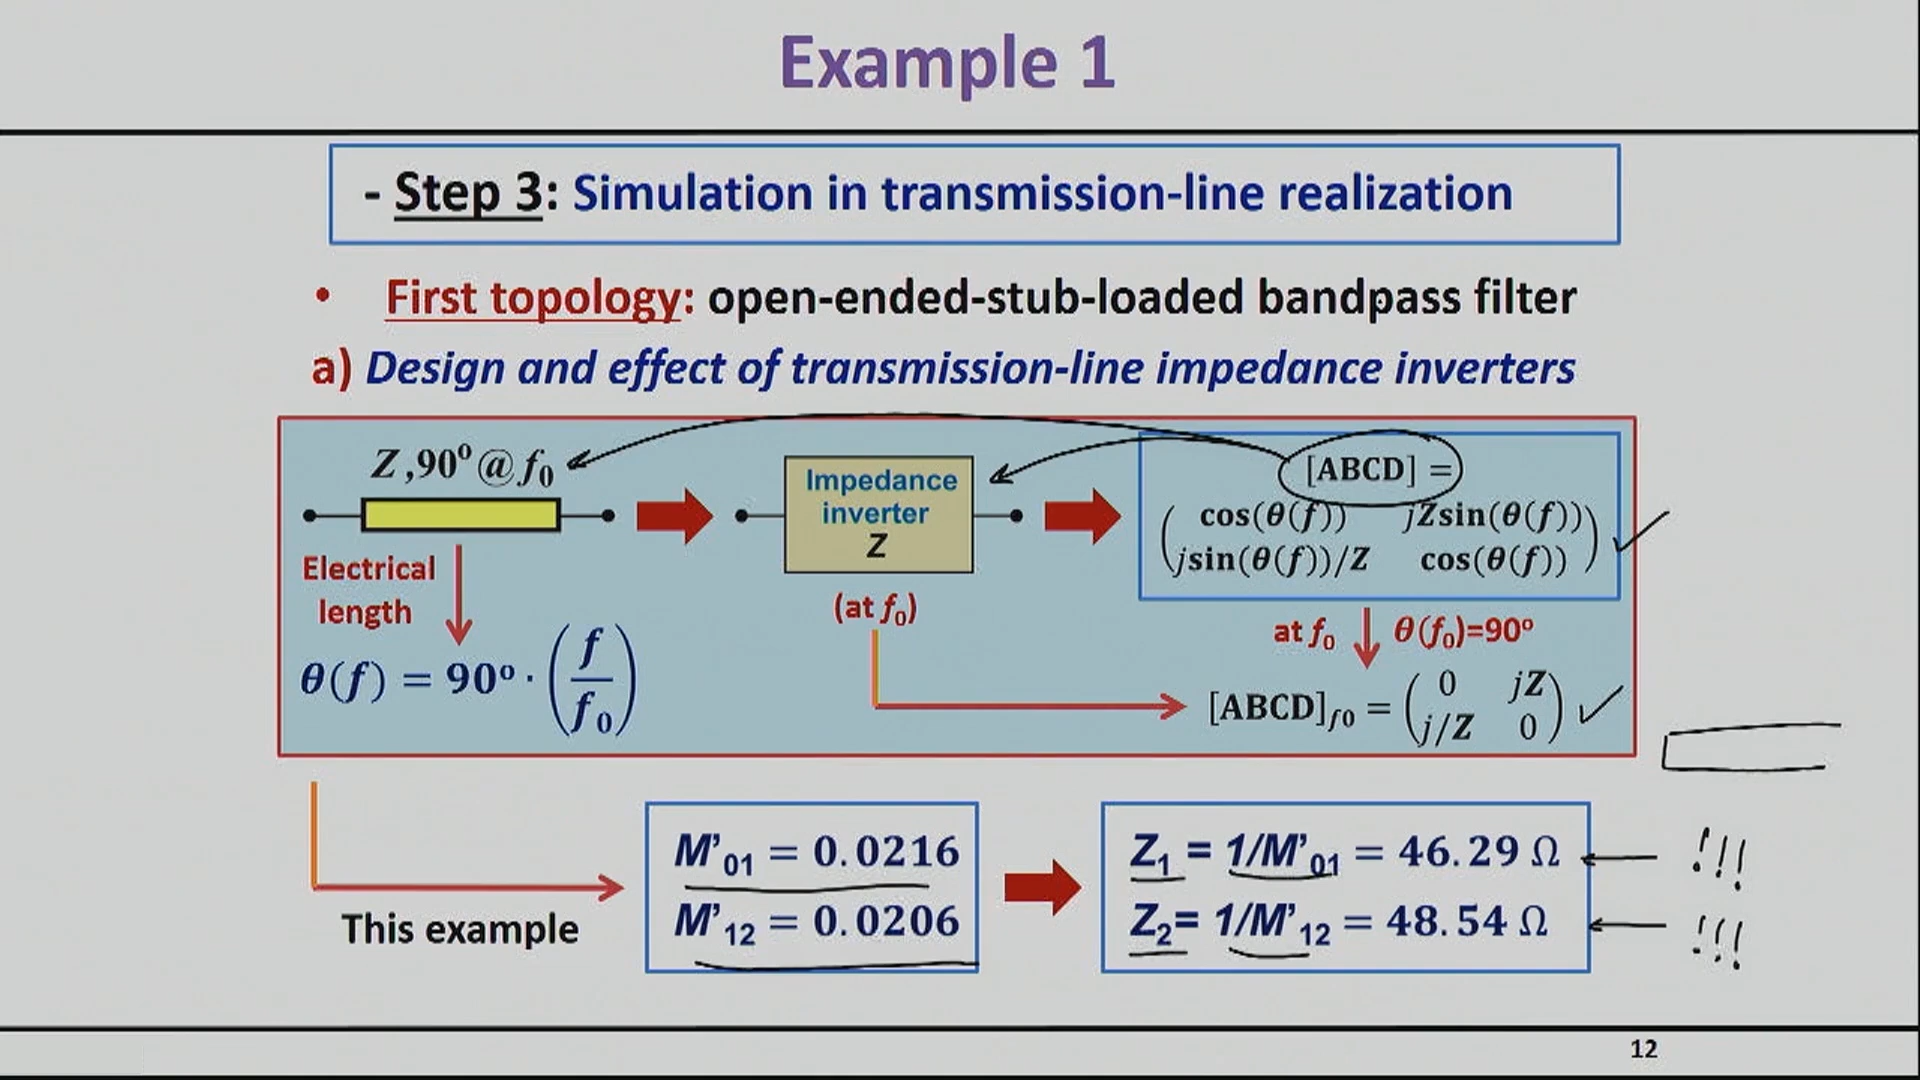 Example 1
- Step 3: Simulation in transmission-line realization
• First topology: open-ended-stub-loaded bandpass filter
a) Design and effect of transmission-line impedance inverters
Z,90º@f₀
Impedance
inverter
Z
(at f₀)
[ABCD] =
( cos(θ(f)) jZsin(θ(f))
jsin(θ(f))/Z cos(θ(f)) )
Electrical
length
θ(f) = 90º · (f/f₀)
at f₀ θ(f₀)=90º
[ABCD]f0 = ( 0 jZ
j/Z 0 )
This example
M'01 = 0.0216
M'12 = 0.0206
Z1 = 1/M'01 = 46.29 Ω
!!!
Z2= 1/M'12 = 48.54 Ω
!!!
12